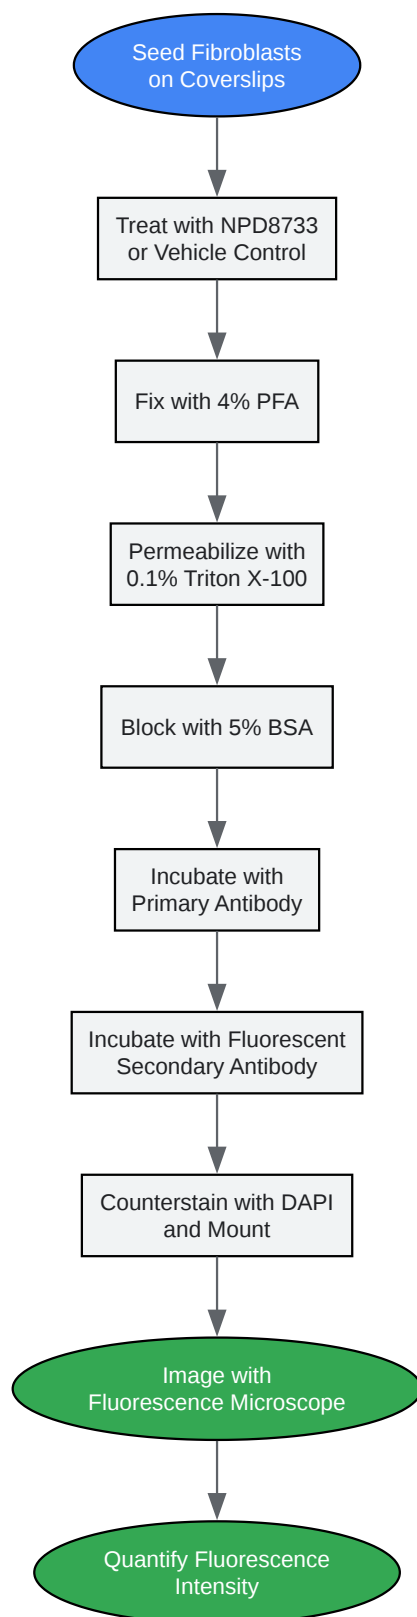 Seed Fibroblasts
on Coverslips
Treat with NPD8733
or Vehicle Control
Fix with 4% PFA
Permeabilize with
0.1% Triton X-100
Block with 5% BSA
Incubate with
Primary Antibody
Incubate with Fluorescent
Secondary Antibody
Counterstain with DAPI
and Mount
Image with
Fluorescence Microscope
Quantify Fluorescence
Intensity